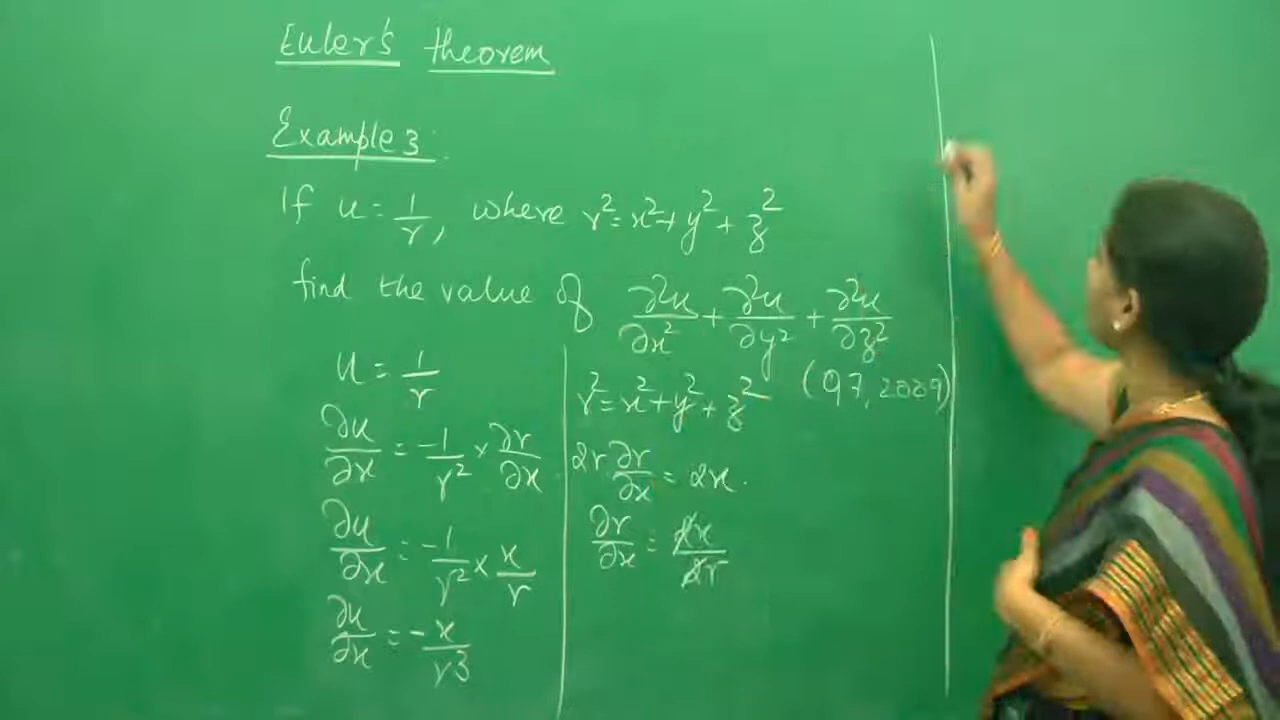 Euler's theorem
Example 3:
If u = 1/r, where r² = x² + y² + z²
find the value of ∂²u/∂x² + ∂²u/∂y² + ∂²u/∂z²
(Q7, 2009)
u = 1/r
∂u/∂x = -1/r² × ∂r/∂x
∂u/∂x = -1/r² × x/r
∂u/∂x = -x/r³
r² = x² + y² + z²
2r ∂r/∂x = 2x.
∂r/∂x = 2x/2r